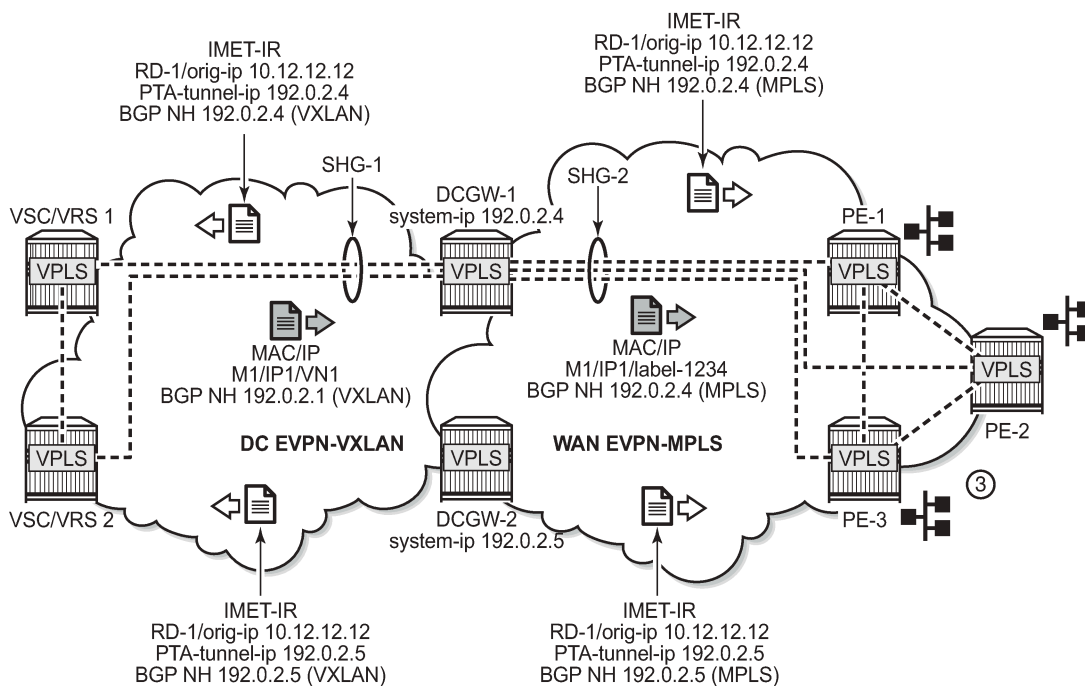 IMET-IR
RD-1/orig-ip 10.12.12.12
PTA-tunnel-ip 192.0.2.4
BGP NH 192.0.2.4 (VXLAN)
IMET-IR
RD-1/orig-ip 10.12.12.12
PTA-tunnel-ip 192.0.2.4
BGP NH 192.0.2.4 (MPLS)
SHG-1
SHG-2
VSC/VRS 1
VPLS
DCGW-1
system-ip 192.0.2.4
VPLS
PE-1
VPLS
MAC/IP
M1/IP1/VN1
BGP NH 192.0.2.1 (VXLAN)
MAC/IP
M1/IP1/label-1234
BGP NH 192.0.2.4 (MPLS)
VPLS
PE-2
DC EVPN-VXLAN
WAN EVPN-MPLS
VPLS
VSC/VRS 2
VPLS
DCGW-2
system-ip 192.0.2.5
VPLS
PE-3
3
IMET-IR
RD-1/orig-ip 10.12.12.12
PTA-tunnel-ip 192.0.2.5
BGP NH 192.0.2.5 (VXLAN)
IMET-IR
RD-1/orig-ip 10.12.12.12
PTA-tunnel-ip 192.0.2.5
BGP NH 192.0.2.5 (MPLS)